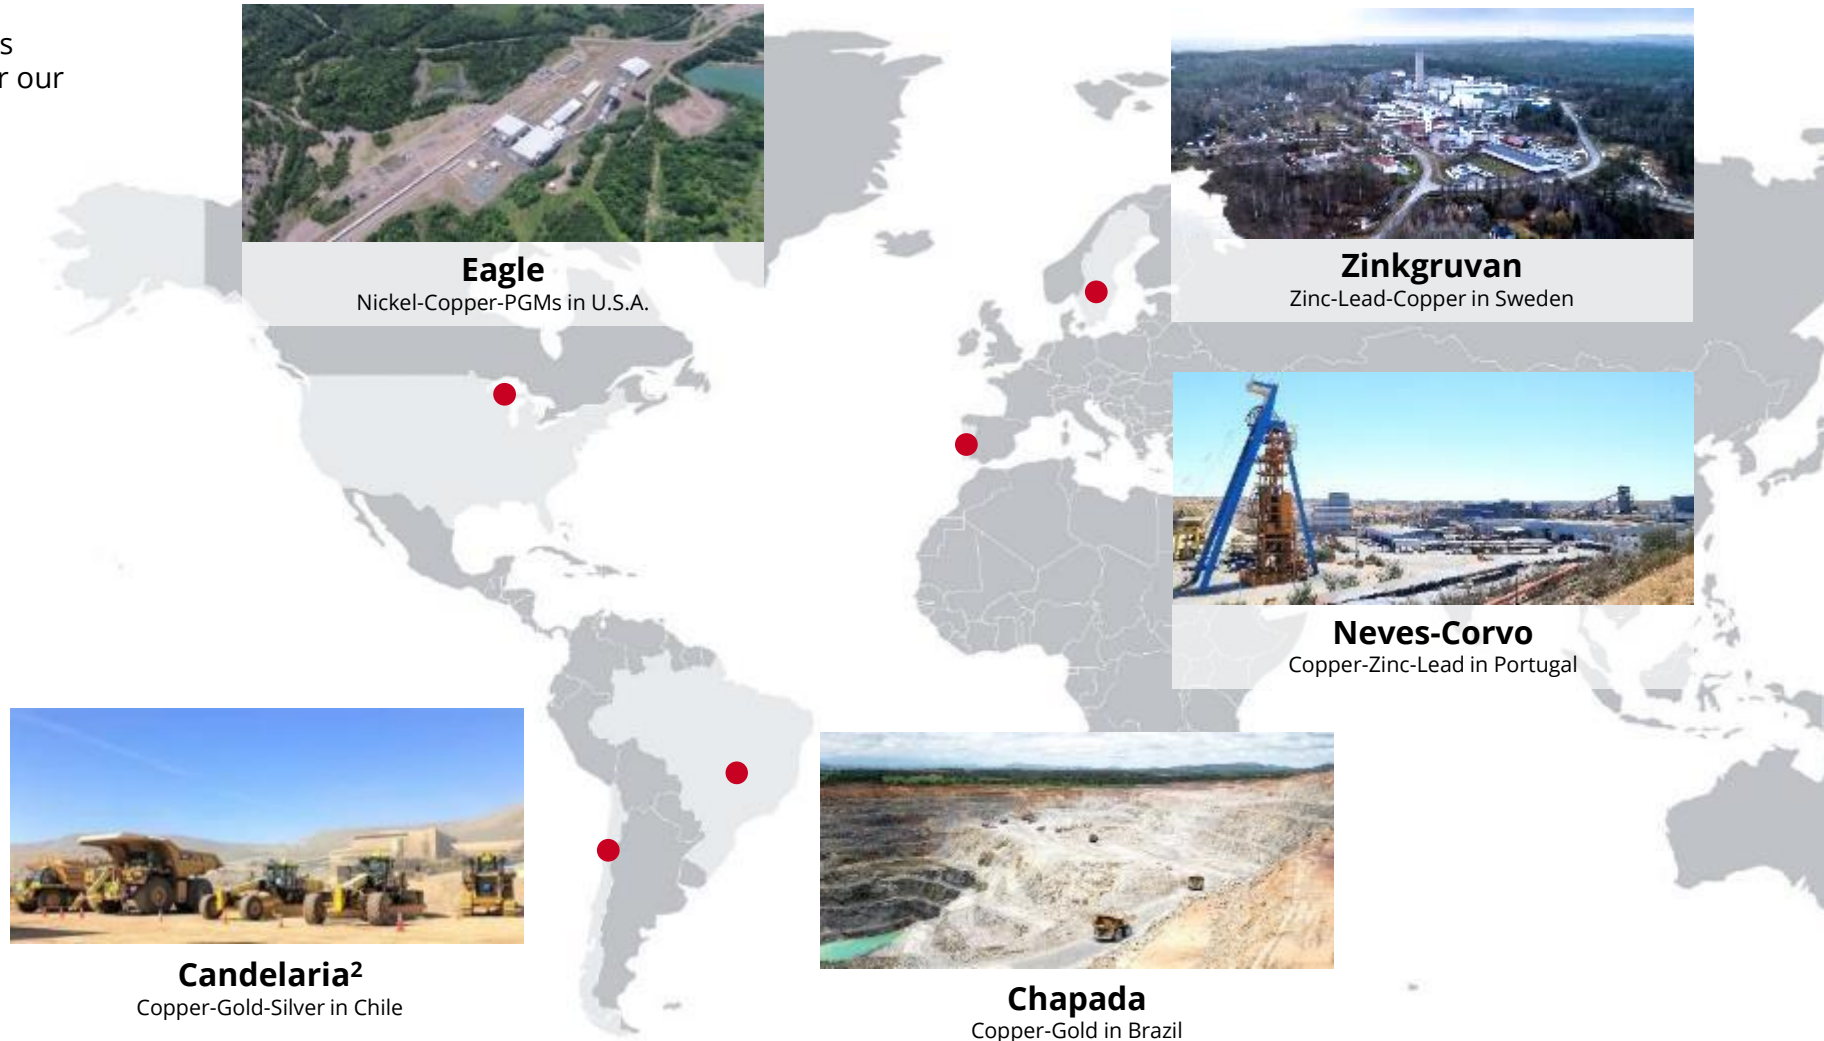 s
r our
Eagle
Nickel-Copper-PGMs in U.S.A.
Zinkgruvan
Zinc-Lead-Copper in Sweden
Neves-Corvo
Copper-Zinc-Lead in Portugal
Candelaria²
Copper-Gold-Silver in Chile
Chapada
Copper-Gold in Brazil